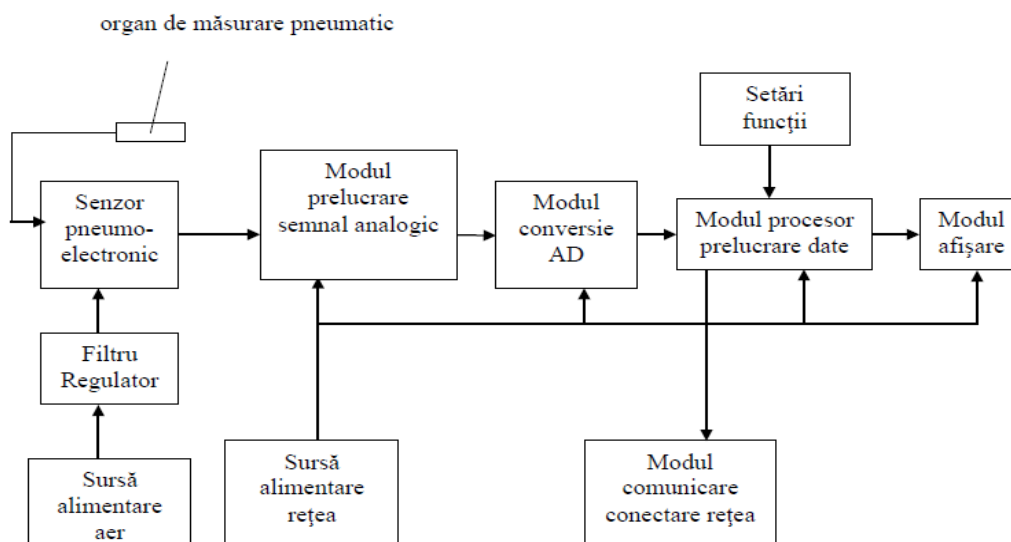 organ de măsurare pneumatic
Setări
funcţii
Senzor
pneumo-
electronic
Modul
prelucrare
semnal analogic
Modul
conversie
AD
Modul procesor
prelucrare date
Modul
afişare
Filtru
Regulator
Sursă
alimentare
aer
Sursă
alimentare
reţea
Modul
comunicare
conectare reţea